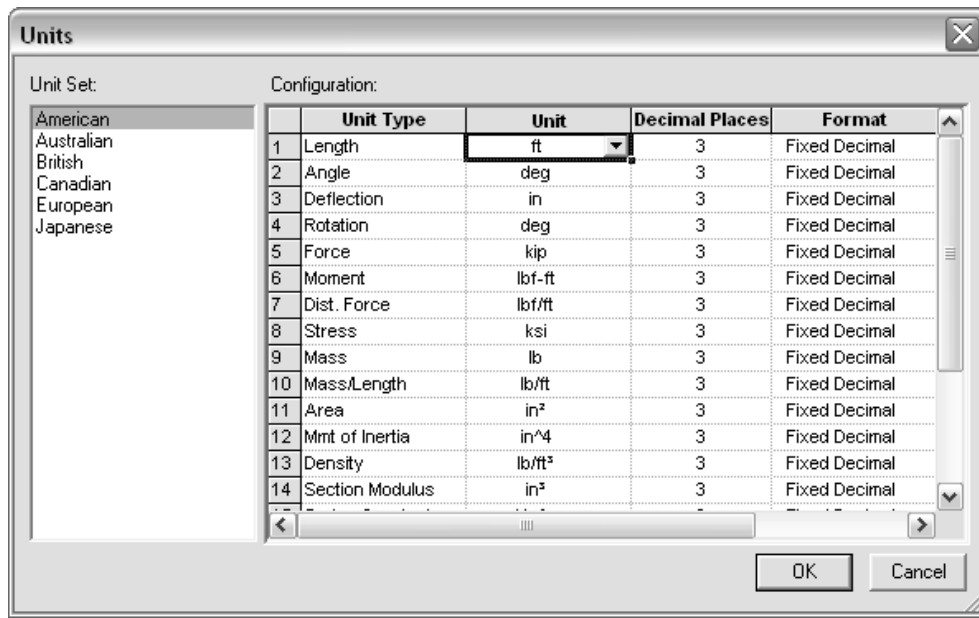 Units
Unit Set:
Configuration:
American
Australian
British
Canadian
European
Japanese
Unit Type Unit Decimal Places Format
1 Length ft 3 Fixed Decimal
2 Angle deg 3 Fixed Decimal
3 Deflection in 3 Fixed Decimal
4 Rotation deg 3 Fixed Decimal
5 Force kip 3 Fixed Decimal
6 Moment lbf-ft 3 Fixed Decimal
7 Dist. Force lbf/ft 3 Fixed Decimal
8 Stress ksi 3 Fixed Decimal
9 Mass lb 3 Fixed Decimal
10 Mass/Length lb/ft 3 Fixed Decimal
11 Area in² 3 Fixed Decimal
12 Mmt of Inertia in^4 3 Fixed Decimal
13 Density lb/ft³ 3 Fixed Decimal
14 Section Modulus in³ 3 Fixed Decimal
OK Cancel